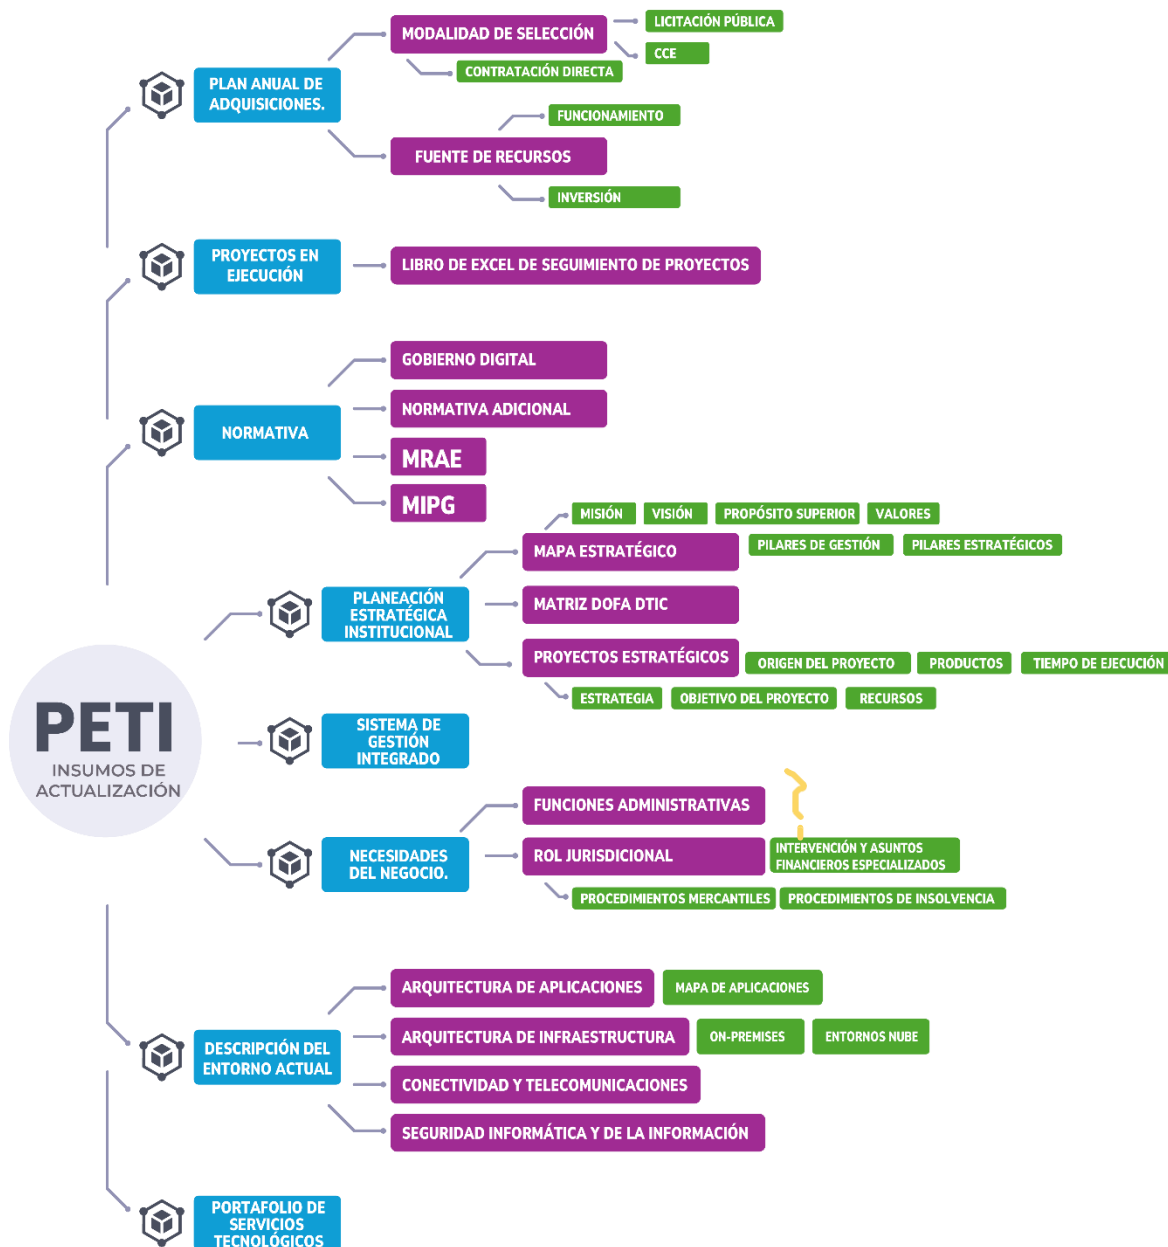 MODALIDAD DE SELECCIÓN
LICITACIÓN PÚBLICA
CCE
CONTRATACIÓN DIRECTA
PLAN ANUAL DE
ADQUISICIONES.
FUNCIONAMIENTO
FUENTE DE RECURSOS
INVERSIÓN
PROYECTOS EN
EJECUCIÓN
LIBRO DE EXCEL DE SEGUIMIENTO DE PROYECTOS
GOBIERNO DIGITAL
NORMATIVA ADICIONAL
NORMATIVA
MRAE
MIPG
MISIÓN
VISIÓN
PROPÓSITO SUPERIOR
VALORES
MAPA ESTRATÉGICO
PILARES DE GESTIÓN
PILARES ESTRATÉGICOS
PLANEACIÓN
ESTRATÉGICA
INSTITUCIONAL
MATRIZ DOFA DTIC
PROYECTOS ESTRATÉGICOS
ORIGEN DEL PROYECTO
PRODUCTOS
TIEMPO DE EJECUCIÓN
ESTRATEGIA
OBJETIVO DEL PROYECTO
RECURSOS
PETI
INSUMOS DE
ACTUALIZACIÓN
SISTEMA DE
GESTIÓN
INTEGRADO
FUNCIONES ADMINISTRATIVAS
NECESIDADES
DEL NEGOCIO.
ROL JURISDICIONAL
INTERVENCIÓN Y ASUNTOS
FINANCIEROS ESPECIALIZADOS
PROCEDIMIENTOS MERCANTILES
PROCEDIMIENTOS DE INSOLVENCIA
ARQUITECTURA DE APLICACIONES
MAPA DE APLICACIONES
ARQUITECTURA DE INFRAESTRUCTURA
ON-PREMISES
ENTORNOS NUBE
DESCRIPCIÓN DEL
ENTORNO ACTUAL
CONECTIVIDAD Y TELECOMUNICACIONES
SEGURIDAD INFORMÁTICA Y DE LA INFORMACIÓN
PORTAFOLIO DE
SERVICIOS
TECNOLÓGICOS